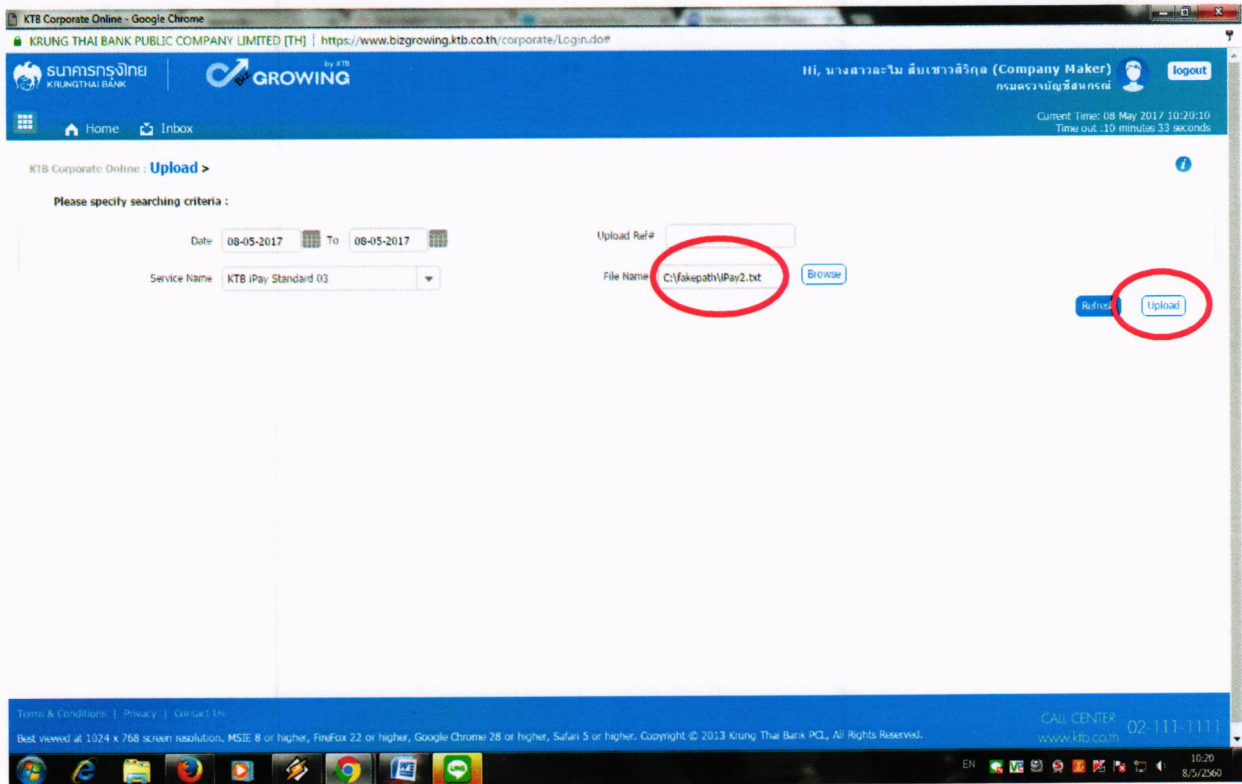 KTB Corporate Online - Google Chrome
KRUNG THAI BANK PUBLIC COMPANY LIMITED [TH] | https://www.bizgrowing.ktb.co.th/corporate/Login.do#
ธนาคารกรุงไทย
KRUNGTHAI BANK
by KTB
Biz GROWING
Hi, นางสาวละไม สืบเชาวสิริกุล (Company Maker)
กรมตรวจบัญชีสหกรณ์
logout
Home Inbox
Current Time: 08 May 2017 10:20:10
Time out :10 minutes 33 seconds
KTB Corporate Online : Upload >
Please specify searching criteria :
Date 08-05-2017 To 08-05-2017 Upload Ref#
Service Name KTB iPay Standard 03 File Name C:\fakepath\iPay2.txt Browse
Refresh Upload
Terms & Conditions | Privacy | Contact Us
Best viewed at 1024 x 768 screen resolution. MSIE 8 or higher, FireFox 22 or higher, Google Chrome 28 or higher, Safari 5 or higher. Copyright © 2013 Krung Thai Bank PCL, All Rights Reserved.
CALL CENTER 02-111-1111
www.ktb.co.th
LINE
EN
10:20
8/5/2560